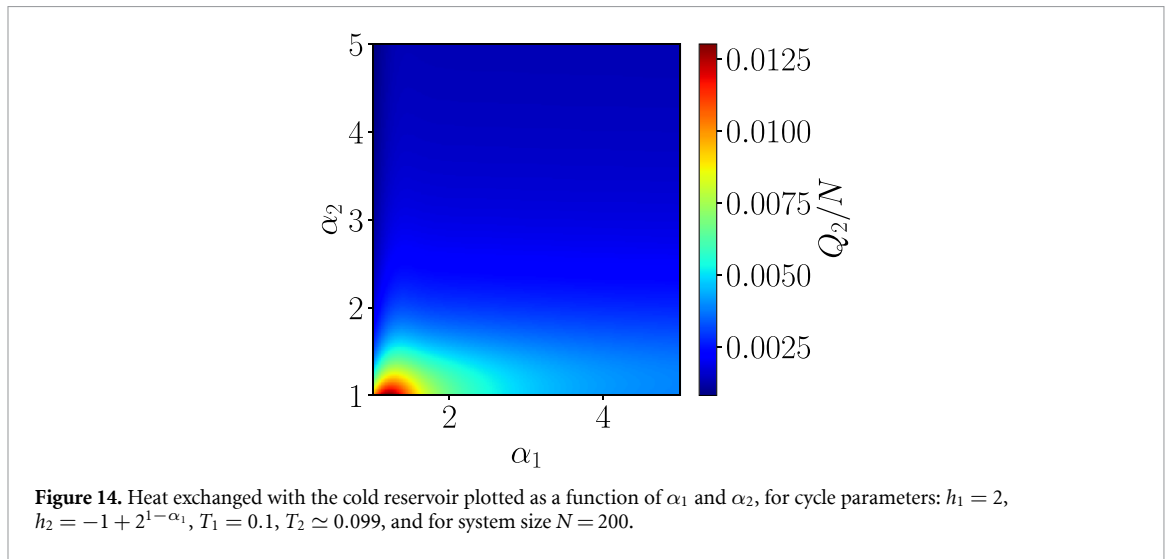 5
4
3
2
1
α₂
2
4
α₁
0.0125
0.0100
0.0075
0.0050
0.0025
Q₂/N
Figure 14. Heat exchanged with the cold reservoir plotted as a function of α₁ and α₂, for cycle parameters: h₁ = 2,
h₂ = −1 + 2^{1−α₁}, T₁ = 0.1, T₂ ≃ 0.099, and for system size N = 200.